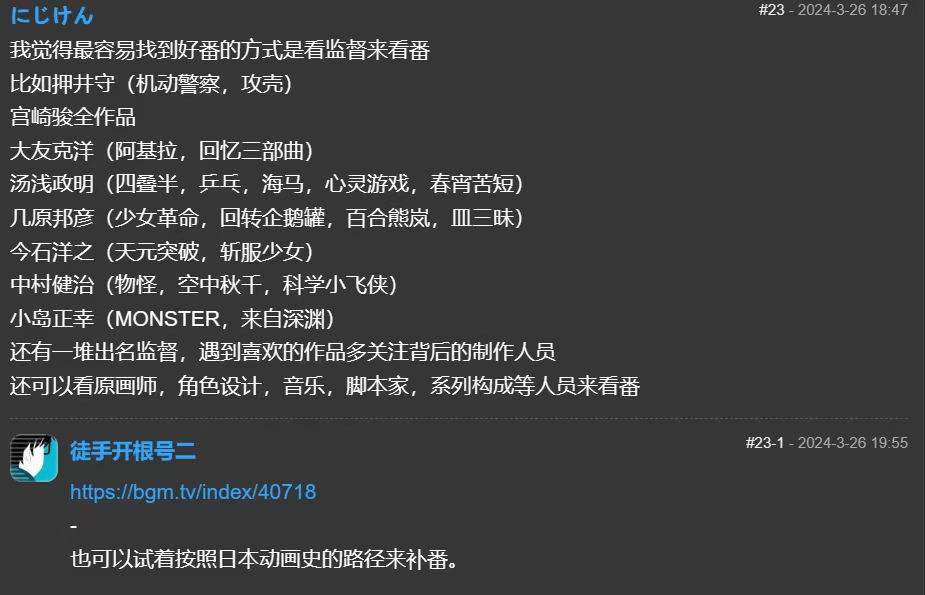 にじけん
#23 - 2024-3-26 18:47
我觉得最容易找到好番的方式是看监督来看番
比如押井守（机动警察，攻壳）
宫崎骏全作品
大友克洋（阿基拉，回忆三部曲）
汤浅政明（四叠半，乒乓，海马，心灵游戏，春宵苦短）
几原邦彦（少女革命，回转企鹅罐，百合熊岚，皿三昧）
今石洋之（天元突破，斩服少女）
中村健治（物怪，空中秋千，科学小飞侠）
小岛正幸（MONSTER，来自深渊）
还有一堆出名监督，遇到喜欢的作品多关注背后的制作人员
还可以看原画师，角色设计，音乐，脚本家，系列构成等人员来看番
徒手开根号二
#23-1 - 2024-3-26 19:55
https://bgm.tv/index/40718
-
也可以试着按照日本动画史的路径来补番。